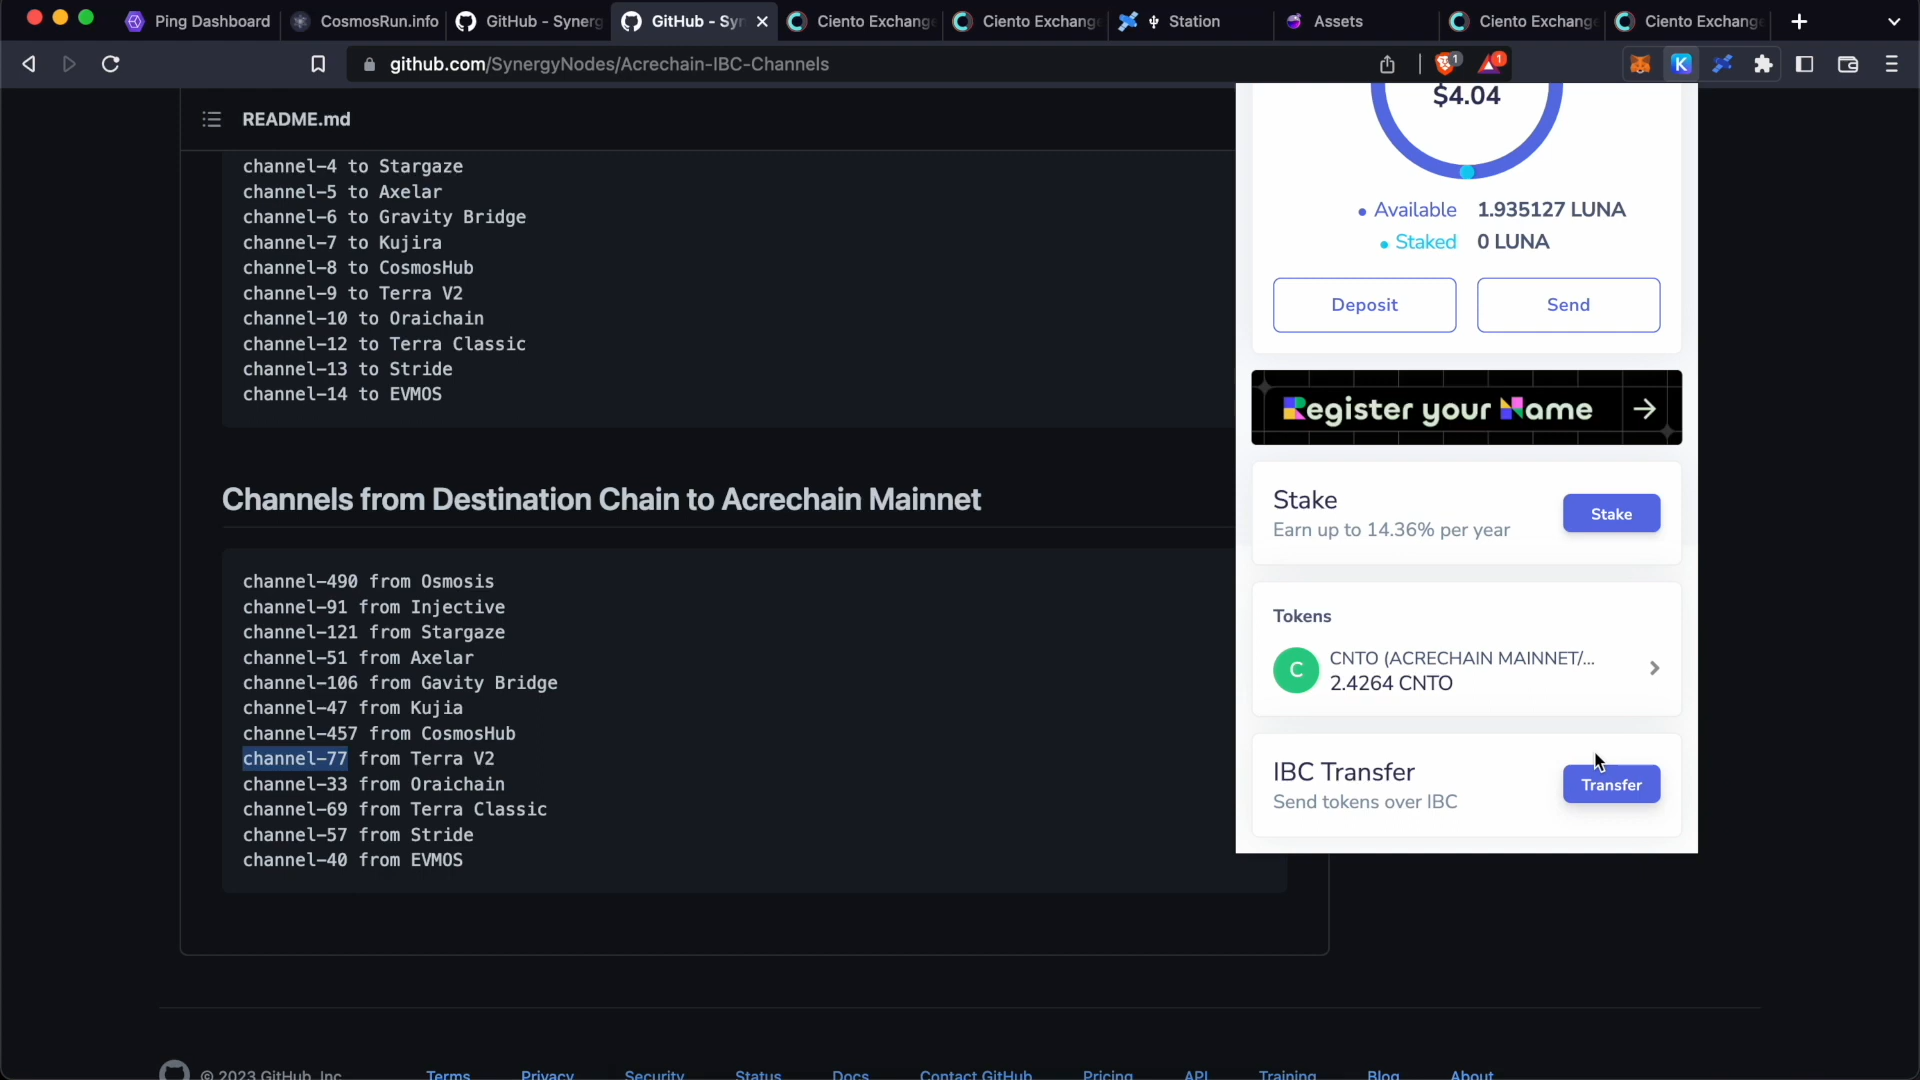 Ping Dashboard
CosmosRun.info
GitHub - Synerg
GitHub - Syn
Ciento Exchange
Ciento Exchange
Station
Assets
Ciento Exchang
Ciento Exchang
github.com/SynergyNodes/Acrechain-IBC-Channels
1
1
K
README.md
channel-4 to Stargaze
channel-5 to Axelar
channel-6 to Gravity Bridge
channel-7 to Kujira
channel-8 to CosmosHub
channel-9 to Terra V2
channel-10 to Oraichain
channel-12 to Terra Classic
channel-13 to Stride
channel-14 to EVMOS
Channels from Destination Chain to Acrechain Mainnet
channel-490 from Osmosis
channel-91 from Injective
channel-121 from Stargaze
channel-51 from Axelar
channel-106 from Gavity Bridge
channel-47 from Kujia
channel-457 from CosmosHub
channel-77 from Terra V2
channel-33 from Oraichain
channel-69 from Terra Classic
channel-57 from Stride
channel-40 from EVMOS
$4.04
Available 1.935127 LUNA
Staked 0 LUNA
Deposit
Send
Register your Name
Stake
Earn up to 14.36% per year
Stake
Tokens
C
CNTO (ACRECHAIN MAINNET/...
2.4264 CNTO
IBC Transfer
Send tokens over IBC
Transfer
© 2023 GitHub, Inc.
Terms
Privacy
Security
Status
Docs
Contact GitHub
Pricing
API
Training
Blog
About